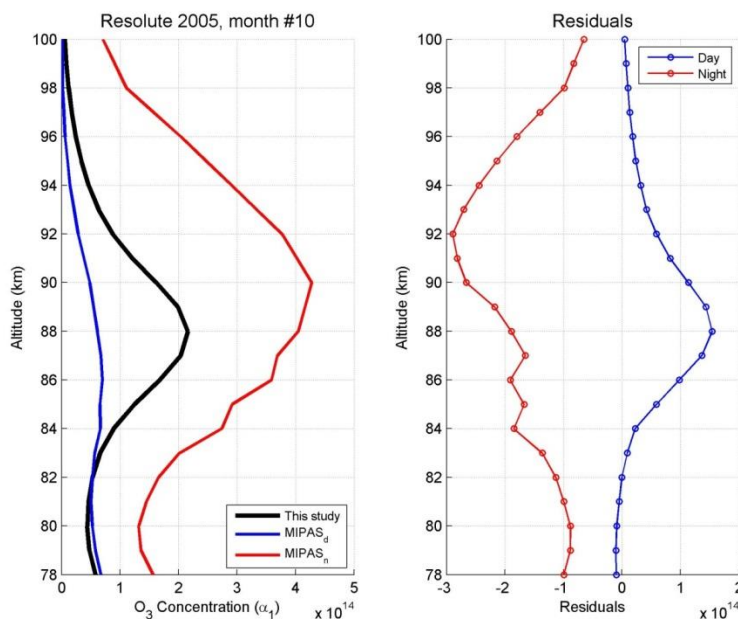 Resolute 2005, month #10
100
98
96
94
92
90
88
86
84
82
80
78
Altitude (km)
This study
MIPAS_d
MIPAS_n
0 1 2 3 4 5
O_3 Concentration (α_1)
x 10^14
Residuals
100
98
96
94
92
90
88
86
84
82
80
78
Altitude (km)
Day
Night
-3 -2 -1 0 1 2
Residuals
x 10^14